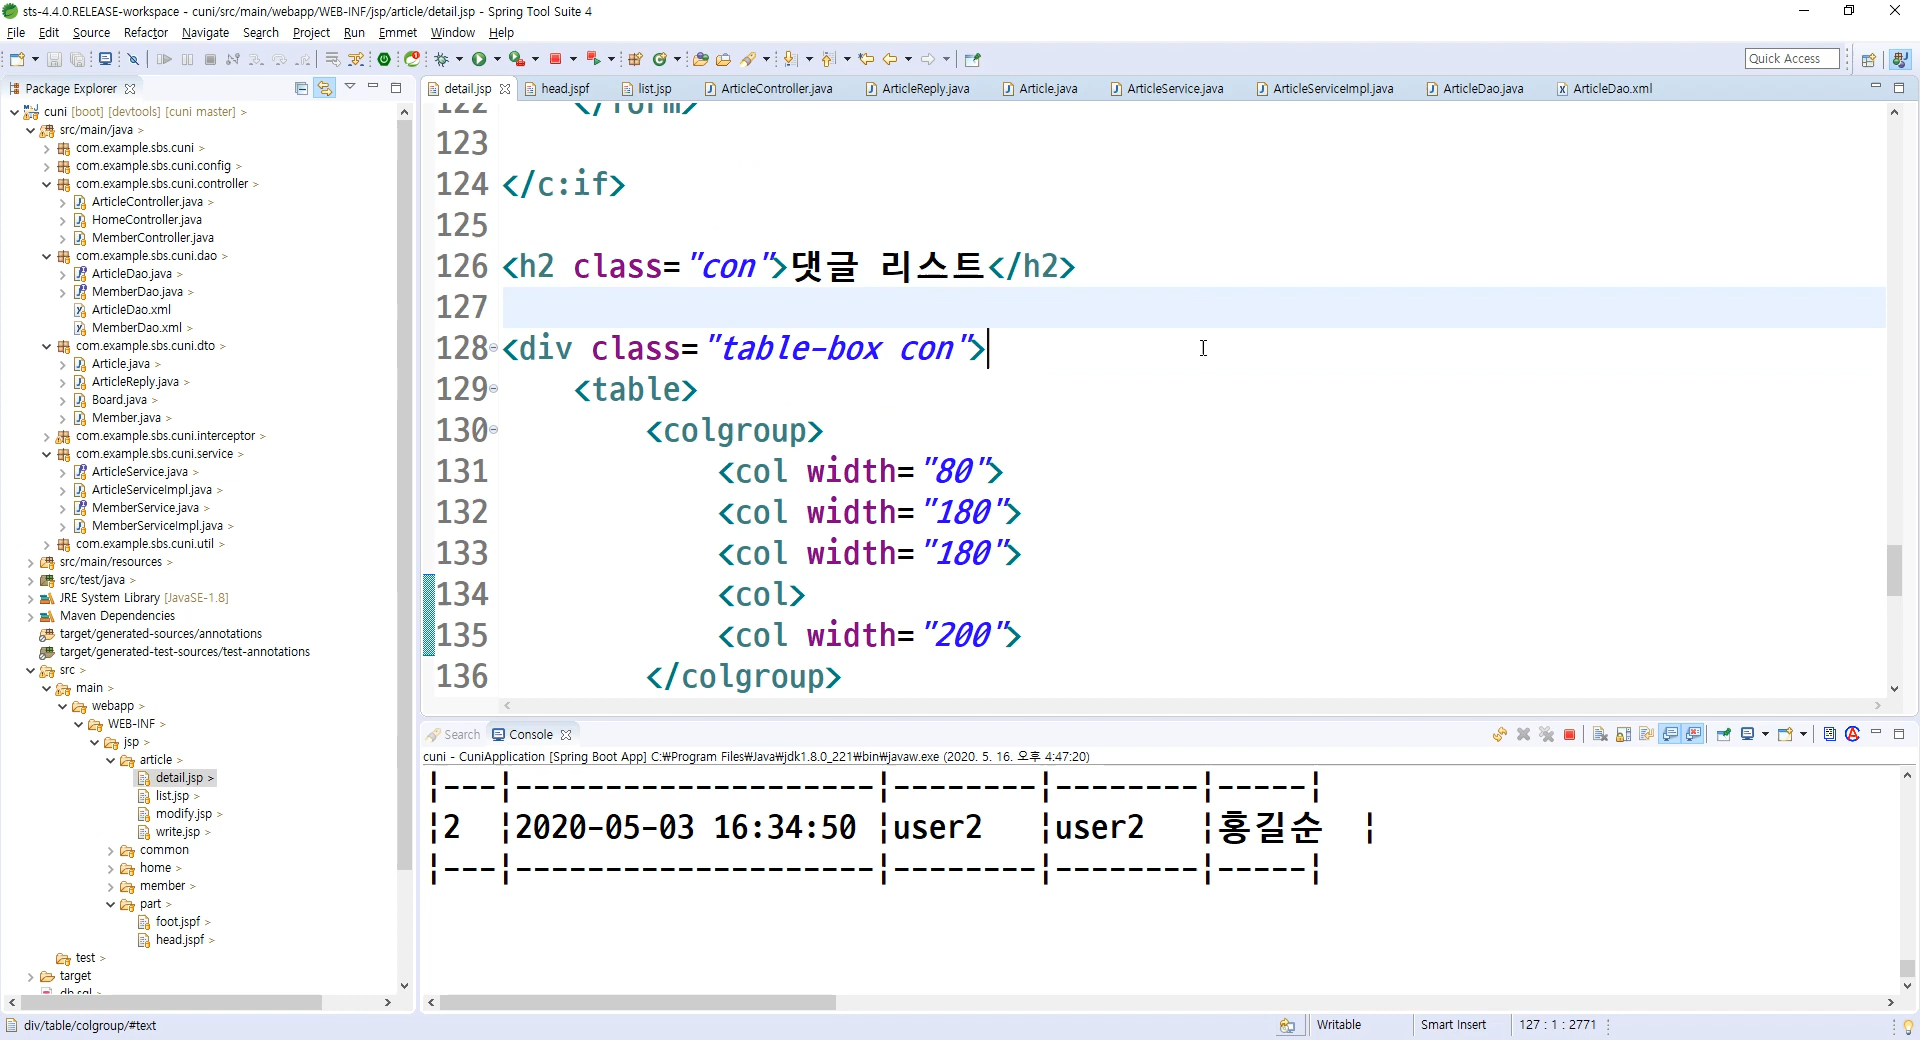 sts-4.4.0.RELEASE-workspace - cuni/src/main/webapp/WEB-INF/jsp/article/detail.jsp - Spring Tool Suite 4
File Edit Source Refactor Navigate Search Project Run Emmet Window Help
Quick Access
Package Explorer
detail.jsp head.jspf list.jsp ArticleController.java ArticleReply.java Article.java ArticleService.java ArticleServiceImpl.java ArticleDao.java ArticleDao.xml
cuni [boot] [devtools] [cuni master] >
src/main/java >
com.example.sbs.cuni >
com.example.sbs.cuni.config >
com.example.sbs.cuni.controller >
ArticleController.java >
HomeController.java
MemberController.java
com.example.sbs.cuni.dao >
ArticleDao.java >
MemberDao.java >
ArticleDao.xml
MemberDao.xml >
com.example.sbs.cuni.dto >
Article.java >
ArticleReply.java >
Board.java >
Member.java >
com.example.sbs.cuni.interceptor >
com.example.sbs.cuni.service >
ArticleService.java >
ArticleServiceImpl.java >
MemberService.java >
MemberServiceImpl.java >
com.example.sbs.cuni.util >
src/main/resources >
src/test/java >
JRE System Library [JavaSE-1.8]
Maven Dependencies
target/generated-sources/annotations
target/generated-test-sources/test-annotations
src >
main >
webapp >
WEB-INF >
jsp >
article >
detail.jsp >
list.jsp >
modify.jsp >
write.jsp >
common
home >
member >
part >
foot.jspf >
head.jspf >
test >
target
db.sql >
122 </form>
123
124 </c:if>
125
126 <h2 class="con">댓글 리스트</h2>
127
128 <div class="table-box con">
129 <table>
130 <colgroup>
131 <col width="80">
132 <col width="180">
133 <col width="180">
134 <col>
135 <col width="200">
136 </colgroup>
Search Console
cuni - CuniApplication [Spring Boot App] C:₩Program Files₩Java₩jdk1.8.0_221₩bin₩javaw.exe (2020. 5. 16. 오후 4:47:20)
|---|--------------------|--------|--------|-----|
|2 |2020-05-03 16:34:50 |user2 |user2 |홍길순 |
|---|--------------------|--------|--------|-----|
div/table/colgroup/#text
Writable Smart Insert 127 : 1 : 2771